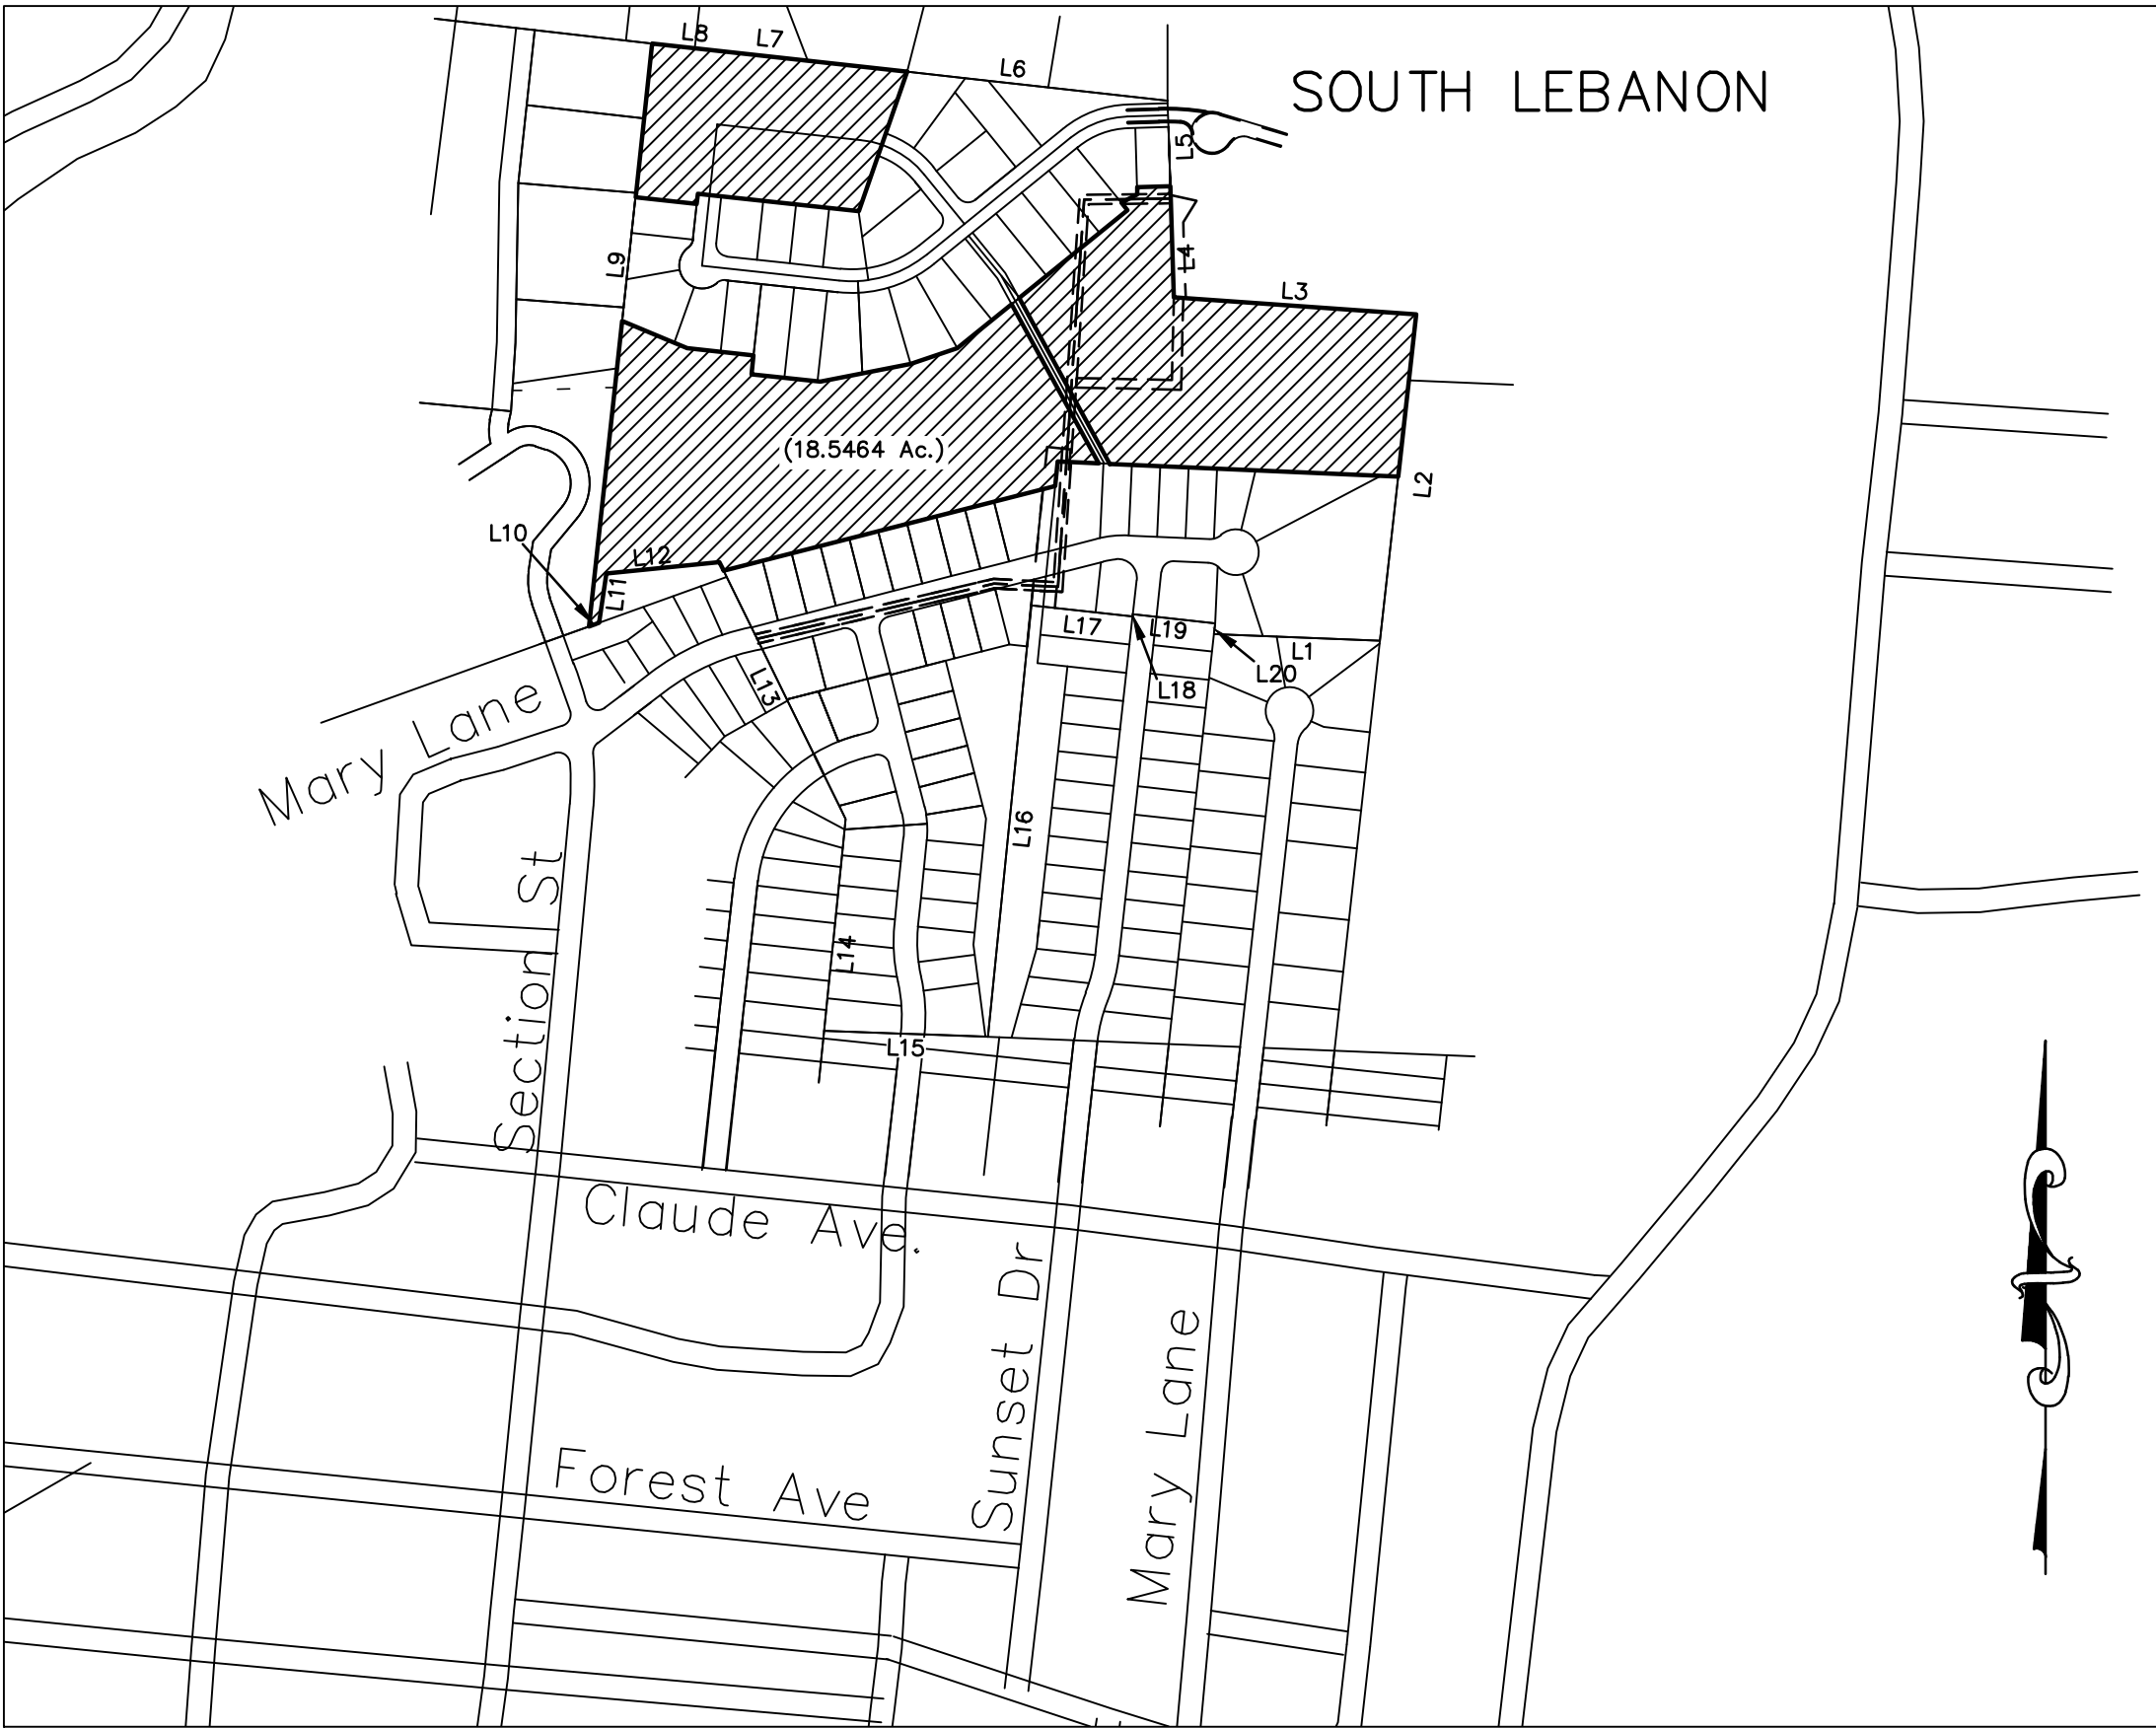 L8
L7
L6
SOUTH LEBANON
L5
L4
L9
L3
(18.5464 Ac.)
L2
L10
L12
L11
L17
L19
L1
L20
L18
L13
Mary Lane
L16
Section St
L14
L15
Claude Ave.
Sunset Dr
Mary Lane
Forest Ave